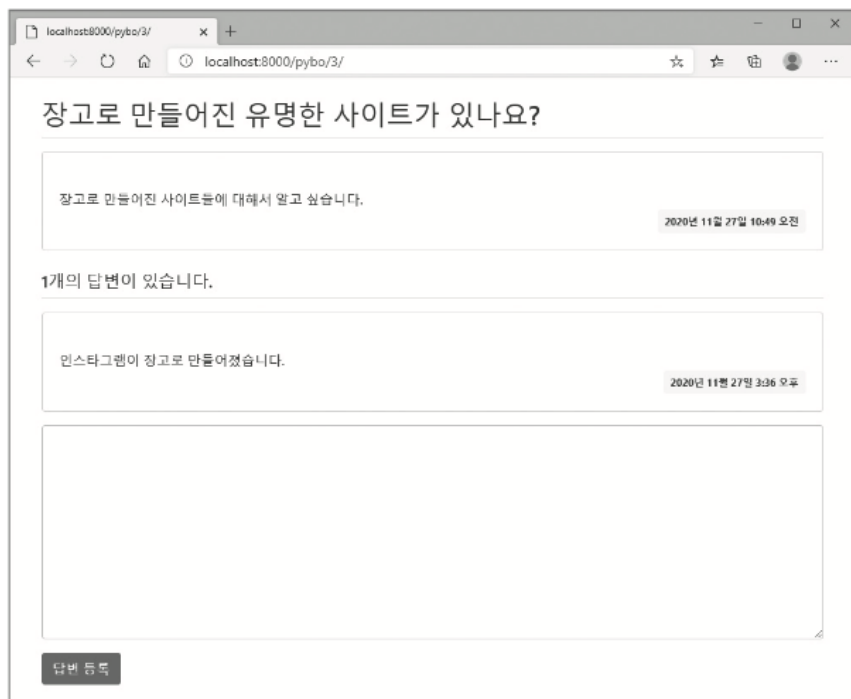 localhost:8000/pybo/3/
localhost:8000/pybo/3/
장고로 만들어진 유명한 사이트가 있나요?
장고로 만들어진 사이트들에 대해서 알고 싶습니다.
2020년 11월 27일 10:49 오전
1개의 답변이 있습니다.
인스타그램이 장고로 만들어졌습니다.
2020년 11월 27일 3:36 오후
답변 등록